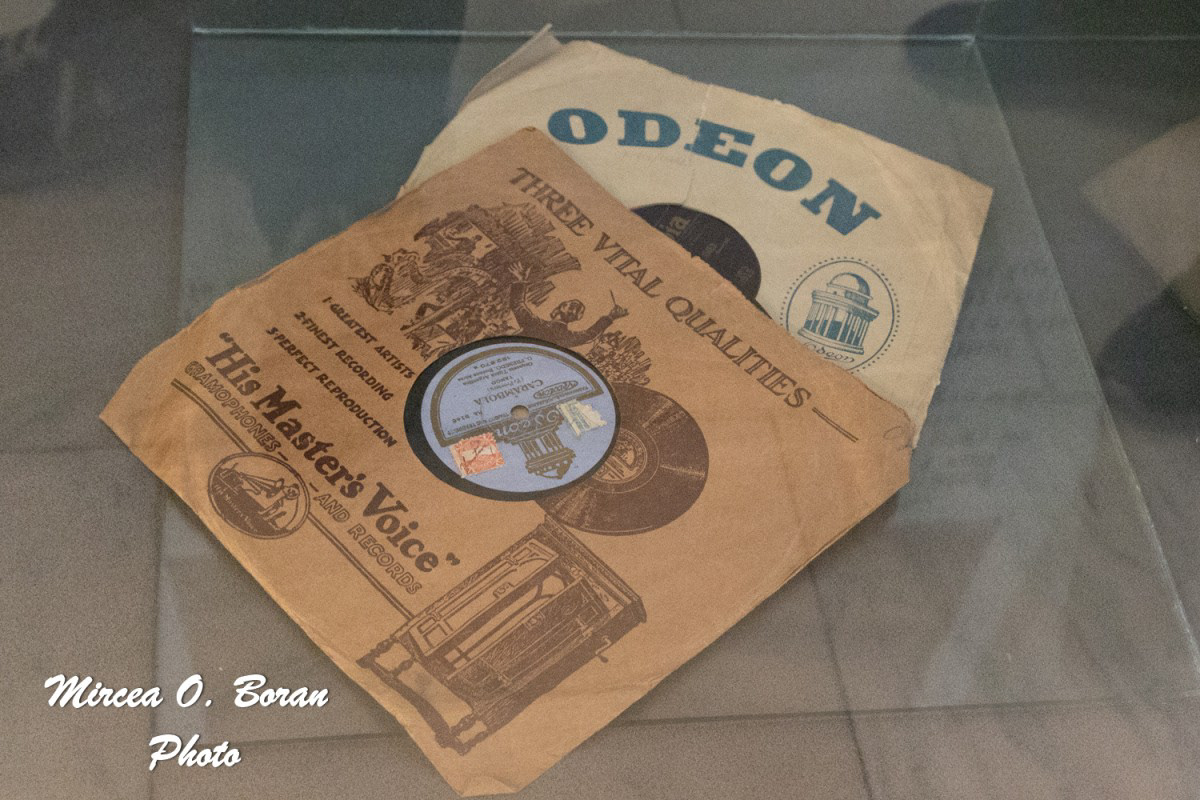 ODEON
Odeon
THREE VITAL QUALITIES —
1·GREATEST ARTISTS
2·FINEST RECORDING
3·PERFECT REPRODUCTION
"His Master's Voice"
GRAMOPHONES — AND RECORDS
Odeon
CARAMBOLA
TANGO
Mircea O. Boran
Photo